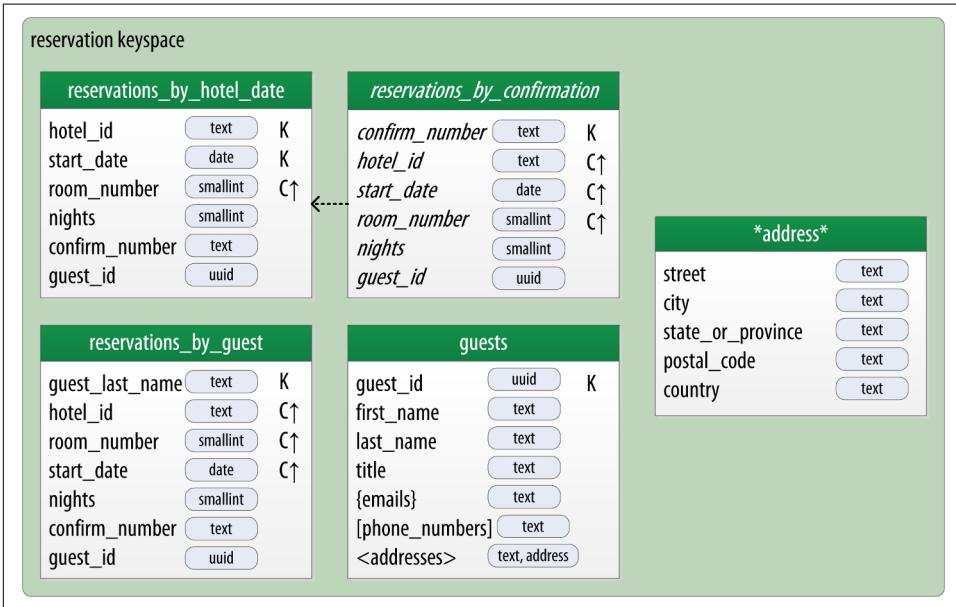 reservation keyspace
reservations_by_hotel_date
hotel_id text K
start_date date K
room_number smallint C↑
nights smallint
confirm_number text
guest_id uuid
reservations_by_confirmation
confirm_number text K
hotel_id text C↑
start_date date C↑
room_number smallint C↑
nights smallint
guest_id uuid
*address*
street text
city text
state_or_province text
postal_code text
country text
reservations_by_guest
guest_last_name text K
hotel_id text C↑
room_number smallint C↑
start_date date C↑
nights smallint
confirm_number text
guest_id uuid
guests
guest_id uuid K
first_name text
last_name text
title text
{emails} text
[phone_numbers] text
<addresses> text, address